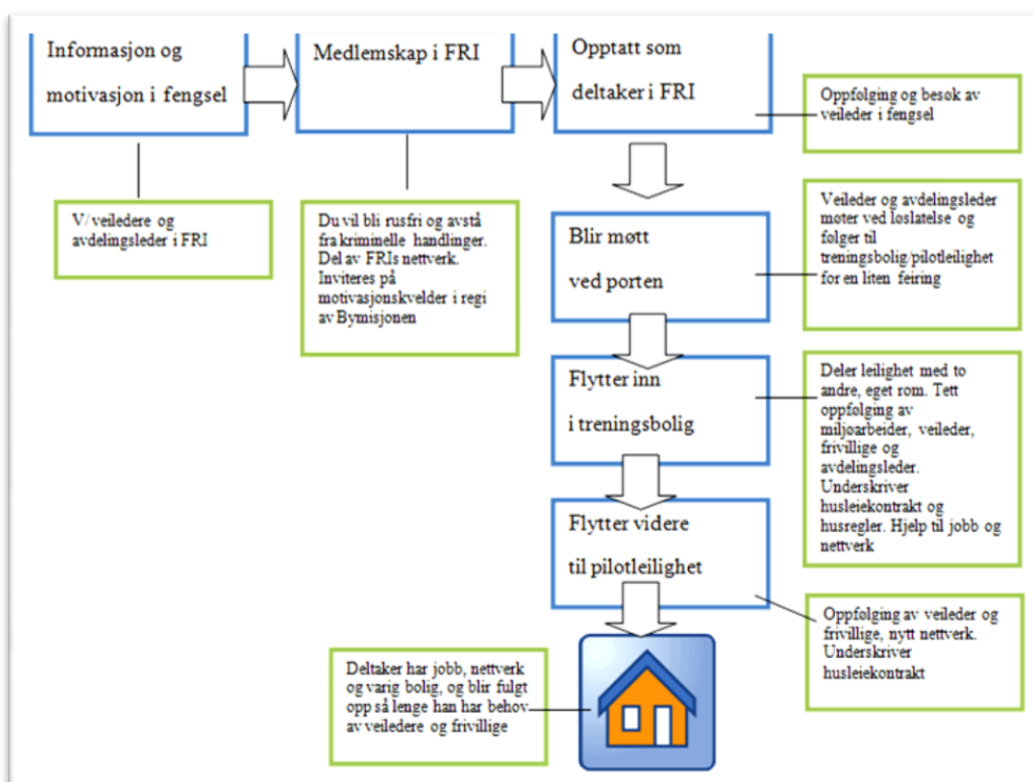 Informasjon og
motivasjon i fengsel
Medlemskap i FRI
Opptatt som
deltaker i FRI
Oppfølging og besøk av
veileder i fengsel
V/ veiledere og
avdelingsleder i FRI
Du vil bli rusfri og avstå
fra kriminelle handlinger.
Del av FRIs nettverk.
Inviteres på
motivasjonskvelder i regi
av Bymisjonen
Blir møtt
ved porten
Veileder og avdelingsleder
møter ved løslatelse og
følger til
treningsbolig/pilotleilighet
for en liten feiring
Flytter inn
i treningsbolig
Deler leilighet med to
andre, eget rom. Tett
oppfølging av
miljøarbeider, veileder,
frivillige og
avdelingsleder.
Underskriver
husleiekontrakt og
husregler. Hjelp til jobb og
nettverk
Flytter videre
til pilotleilighet
Oppfølging av veileder og
frivillige, nytt nettverk.
Underskriver
husleiekontrakt
Deltaker har jobb, nettverk
og varig bolig, og blir fulgt
opp så lenge han har behov
av veiledere og frivillige